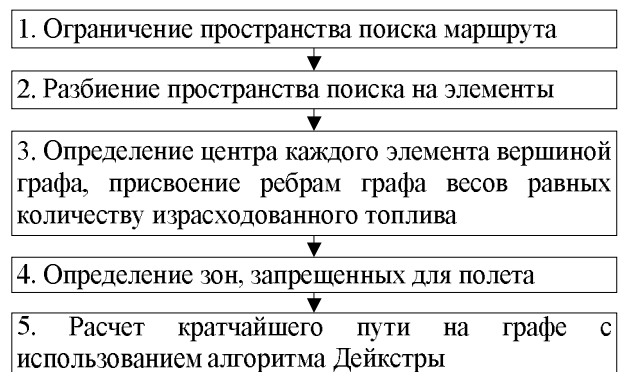 1. Ограничение пространства поиска маршрута
2. Разбиение пространства поиска на элементы
3. Определение центра каждого элемента вершиной
графа, присвоение ребрам графа весов равных
количеству израсходованного топлива
4. Определение зон, запрещенных для полета
5. Расчет кратчайшего пути на графе с
использованием алгоритма Дейкстры